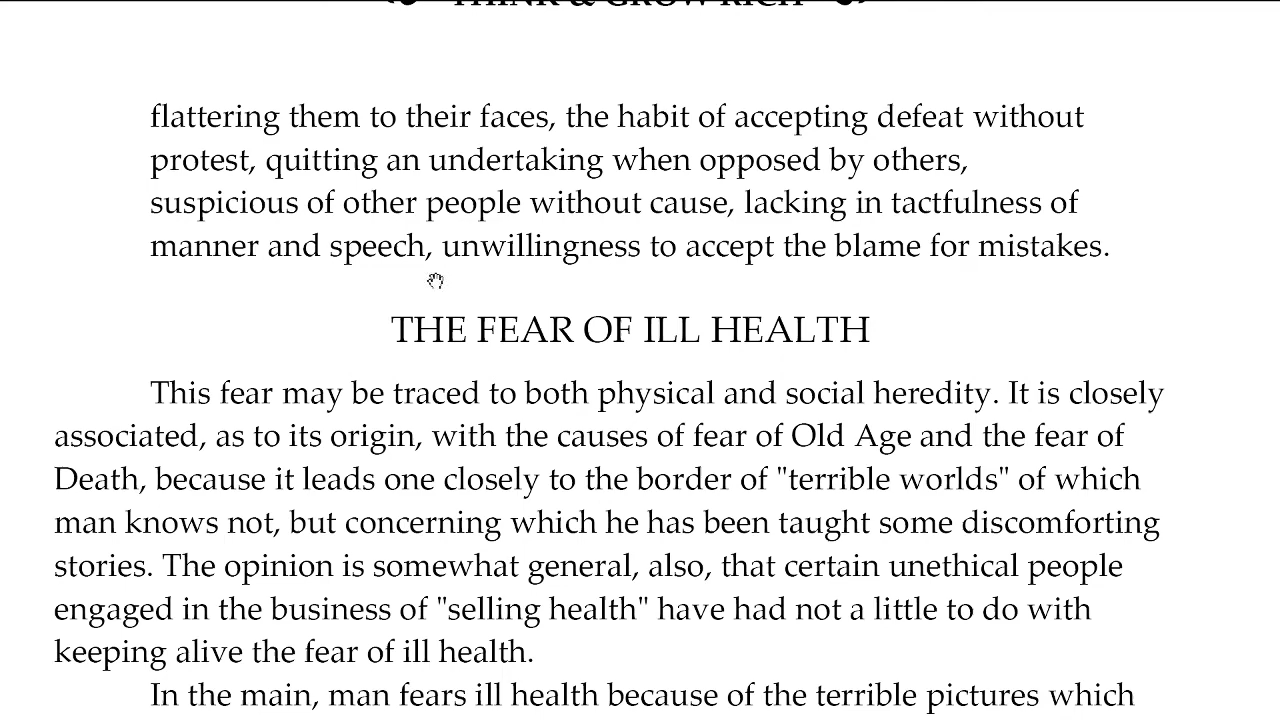 THINK & GROW RICH
flattering them to their faces, the habit of accepting defeat without
protest, quitting an undertaking when opposed by others,
suspicious of other people without cause, lacking in tactfulness of
manner and speech, unwillingness to accept the blame for mistakes.
THE FEAR OF ILL HEALTH
This fear may be traced to both physical and social heredity. It is closely
associated, as to its origin, with the causes of fear of Old Age and the fear of
Death, because it leads one closely to the border of "terrible worlds" of which
man knows not, but concerning which he has been taught some discomforting
stories. The opinion is somewhat general, also, that certain unethical people
engaged in the business of "selling health" have had not a little to do with
keeping alive the fear of ill health.
In the main, man fears ill health because of the terrible pictures which